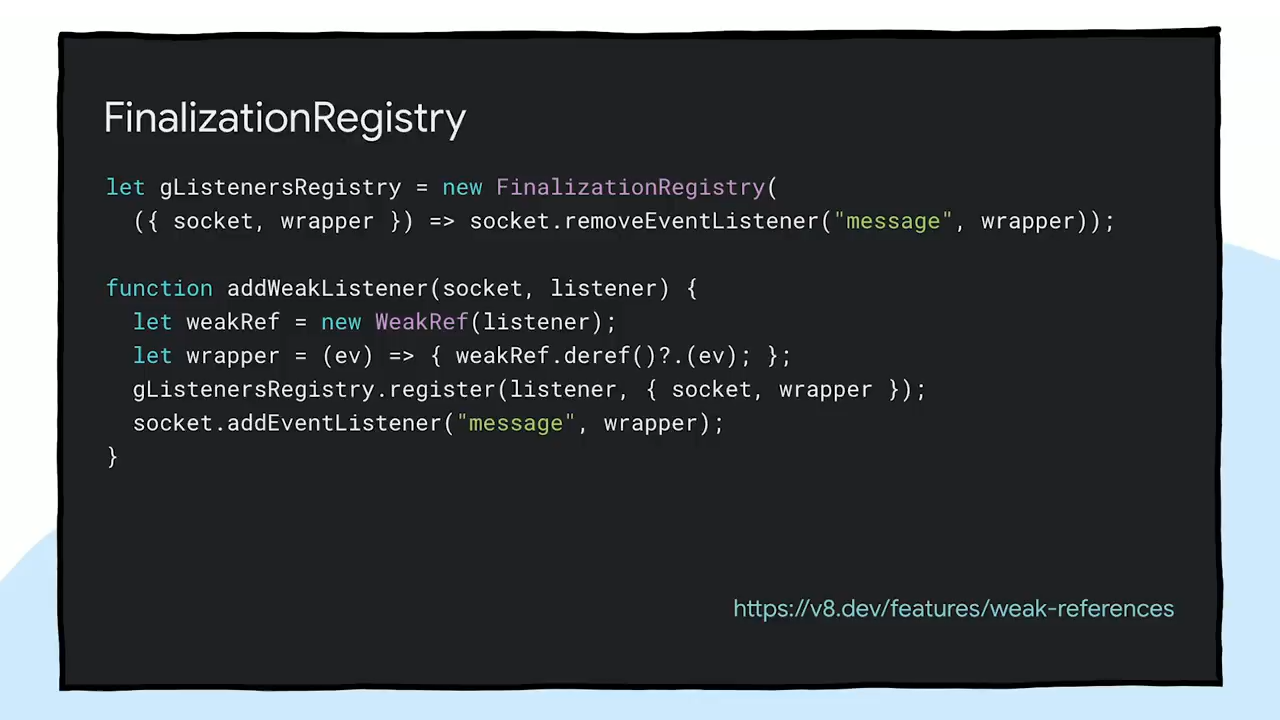 FinalizationRegistry
let gListenersRegistry = new FinalizationRegistry(
  ({ socket, wrapper }) => socket.removeEventListener("message", wrapper));
function addWeakListener(socket, listener) {
  let weakRef = new WeakRef(listener);
  let wrapper = (ev) => { weakRef.deref()?.(ev); };
  gListenersRegistry.register(listener, { socket, wrapper });
  socket.addEventListener("message", wrapper);
}
https://v8.dev/features/weak-references